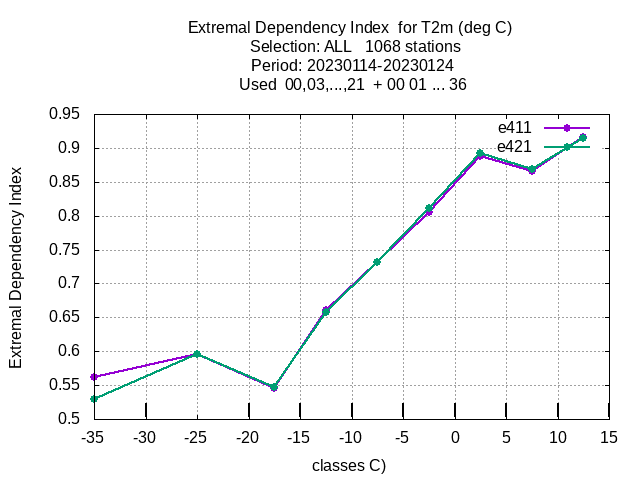 Extremal Dependency Index  for T2m (deg C)
Selection: ALL   1068 stations
Period: 20230114-20230124
Used  00,03,...,21  + 00 01 ... 36
e411
e421
Extremal Dependency Index
0.95
0.9
0.85
0.8
0.75
0.7
0.65
0.6
0.55
0.5
-35 -30 -25 -20 -15 -10 -5 0 5 10 15
classes C)